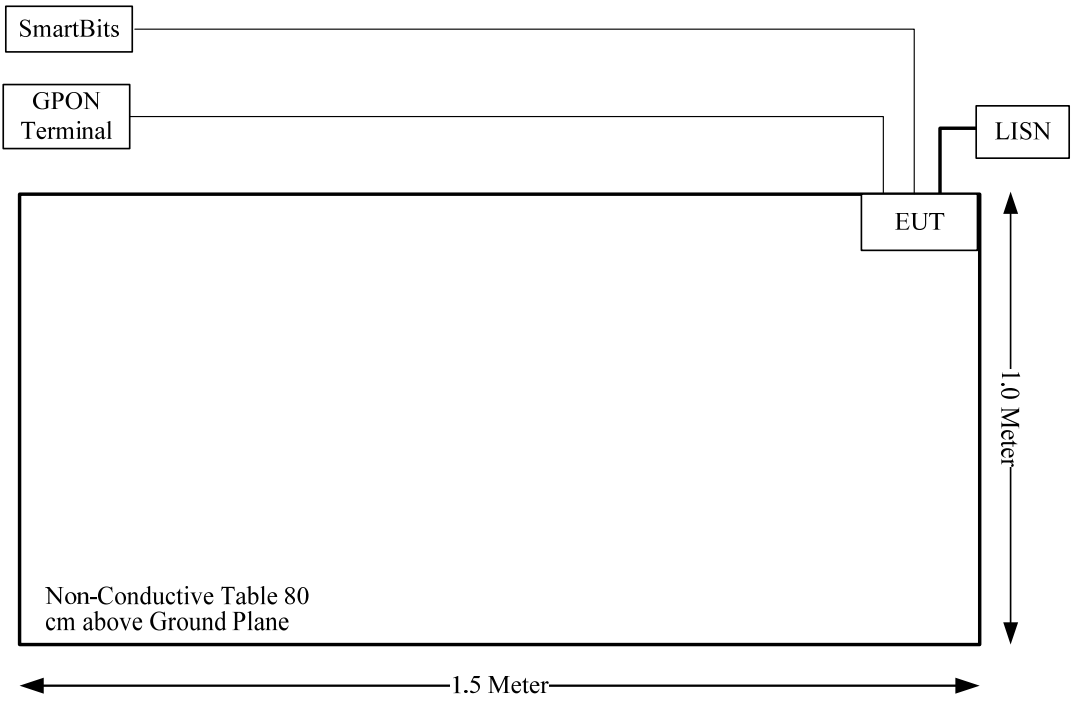 SmartBits
GPON
Terminal
LISN
EUT
1.0 Meter
Non-Conductive Table 80
cm above Ground Plane
1.5 Meter